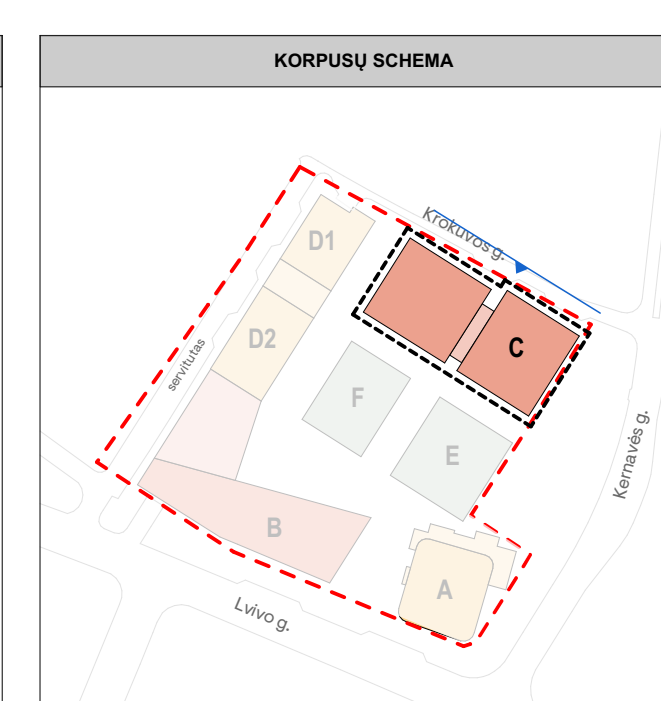 KORPUSŲ SCHEMA
Krokuvos g.
D1
C
D2
servitutas
F
E
Kernavės g.
B
A
Lvivo g.